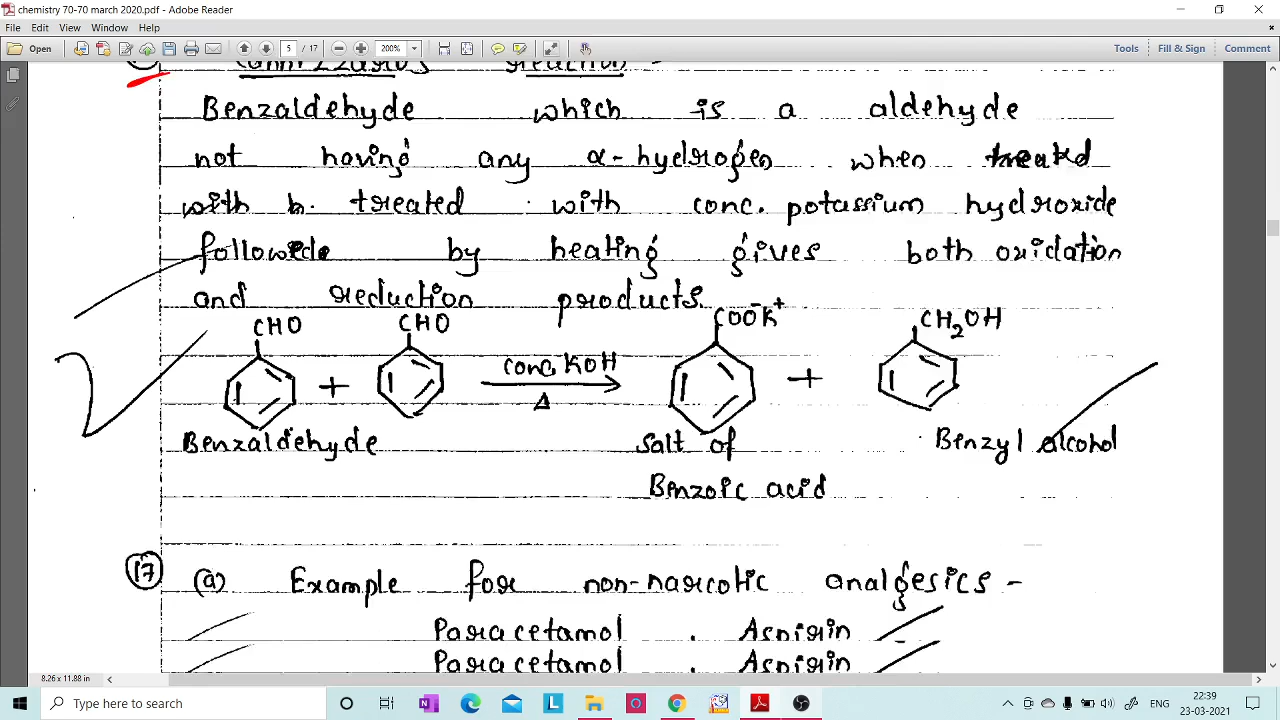 chemistry 70-70 march 2020.pdf - Adobe Reader
File Edit View Window Help
Open 5 / 17 200% Tools Fill & Sign Comment
reaction -
Benzaldehyde which is a aldehyde
not having any α-hydrogen when treated
with treated with conc. potassium hydroxide
followede by heating gives both oxidation
and reduction products.
CHO CHO COO⁻K⁺ CH₂OH
+ conc. KOH +
Δ
Benzaldehyde salt of Benzyl alcohol
Benzoic acid
17 (a) Example for non-narcotic analgesics -
Paracetamol , Aspirin
Paracetamol , Aspirin
8.26 x 11.88 in
Type here to search
ENG
22:39
23-03-2021